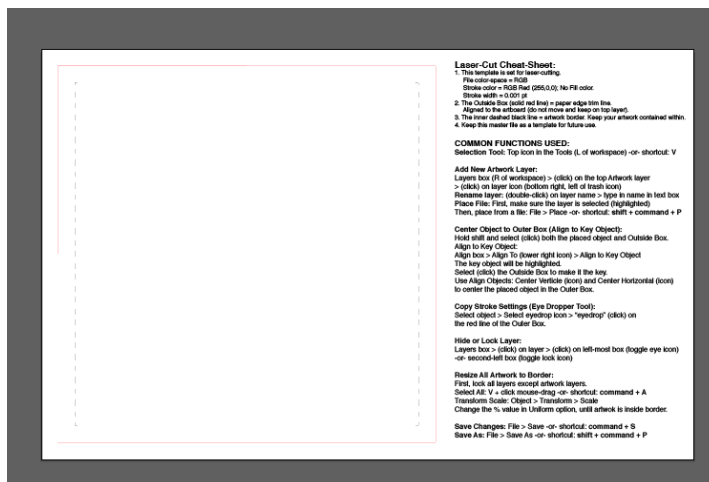 Laser-Cut Cheat-Sheet:
1. This template is set for laser-cutting.
File color-space = RGB
Stroke color = RGB Red (255,0,0); No Fill color.
Stroke width = 0.001 pt
2. The Outside Box (solid red line) = paper edge trim line.
Aligned to the artboard (do not move and keep on top layer).
3. The inner dashed black line = artwork border. Keep your artwork contained within.
4. Keep this master file as a template for future use.
COMMON FUNCTIONS USED:
Selection Tool: Top icon in the Tools (L of workspace) -or- shortcut: V
Add New Artwork Layer:
Layers box (R of workspace) > (click) on the top Artwork layer
> (click) on layer icon (bottom right, left of trash icon)
Rename layer: (double-click) on layer name > type in name in text box
Place File: First, make sure the layer is selected (highlighted)
Then, place from a file: File > Place -or- shortcut: shift + command + P
Center Object to Outer Box (Align to Key Object):
Hold shift and select (click) both the placed object and Outside Box.
Align to Key Object:
Align box > Align To (lower right icon) > Align to Key Object
The key object will be highlighted.
Select (click) the Outside Box to make it the key.
Use Align Objects: Center Verticle (icon) and Center Horizontal (icon)
to center the placed object in the Outer Box.
Copy Stroke Settings (Eye Dropper Tool):
Select object > Select eyedrop icon > "eyedrop" (click) on
the red line of the Outer Box.
Hide or Lock Layer:
Layers box > (click) on layer > (click) on left-most box (toggle eye icon)
-or- second-left box (toggle lock icon)
Resize All Artwork to Border:
First, lock all layers except artwork layers.
Select All: V + click mouse-drag -or- shortcut: command + A
Transform Scale: Object > Transform > Scale
Change the % value in Uniform option, until artwok is inside border.
Save Changes: File > Save -or- shortcut: command + S
Save As: File > Save As -or- shortcut: shift + command + P